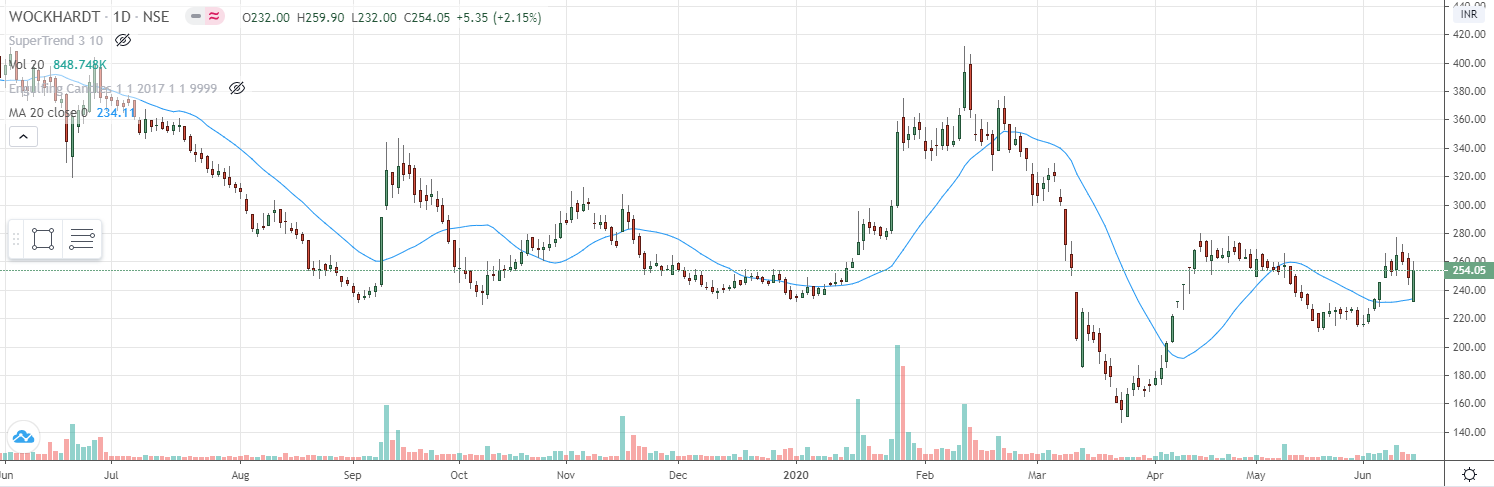 WOCKHARDT · 1D · NSE O232.00 H259.90 L232.00 C254.05 +5.35 (+2.15%)
SuperTrend 3 10
Vol 20 848.748K
Engulfing Candles 1 1 2017 1 1 9999
MA 20 close 0 234.11
INR
440.00
420.00
400.00
380.00
360.00
340.00
320.00
300.00
280.00
260.00
254.05
240.00
220.00
200.00
180.00
160.00
140.00
Jun Jul Aug Sep Oct Nov Dec 2020 Feb Mar Apr May Jun